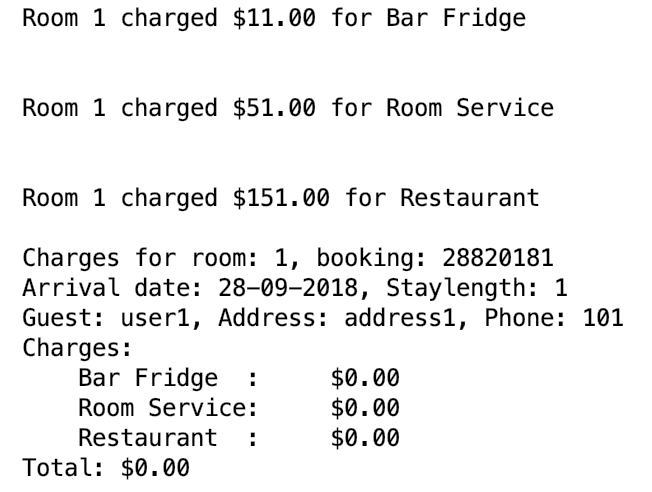 Room 1 charged $11.00 for Bar Fridge
Room 1 charged $51.00 for Room Service
Room 1 charged $151.00 for Restaurant
Charges for room: 1, booking: 28820181
Arrival date: 28-09-2018, Staylength: 1
Guest: user1, Address: address1, Phone: 101
Charges:
    Bar Fridge  :     $0.00
    Room Service:     $0.00
    Restaurant  :     $0.00
Total: $0.00